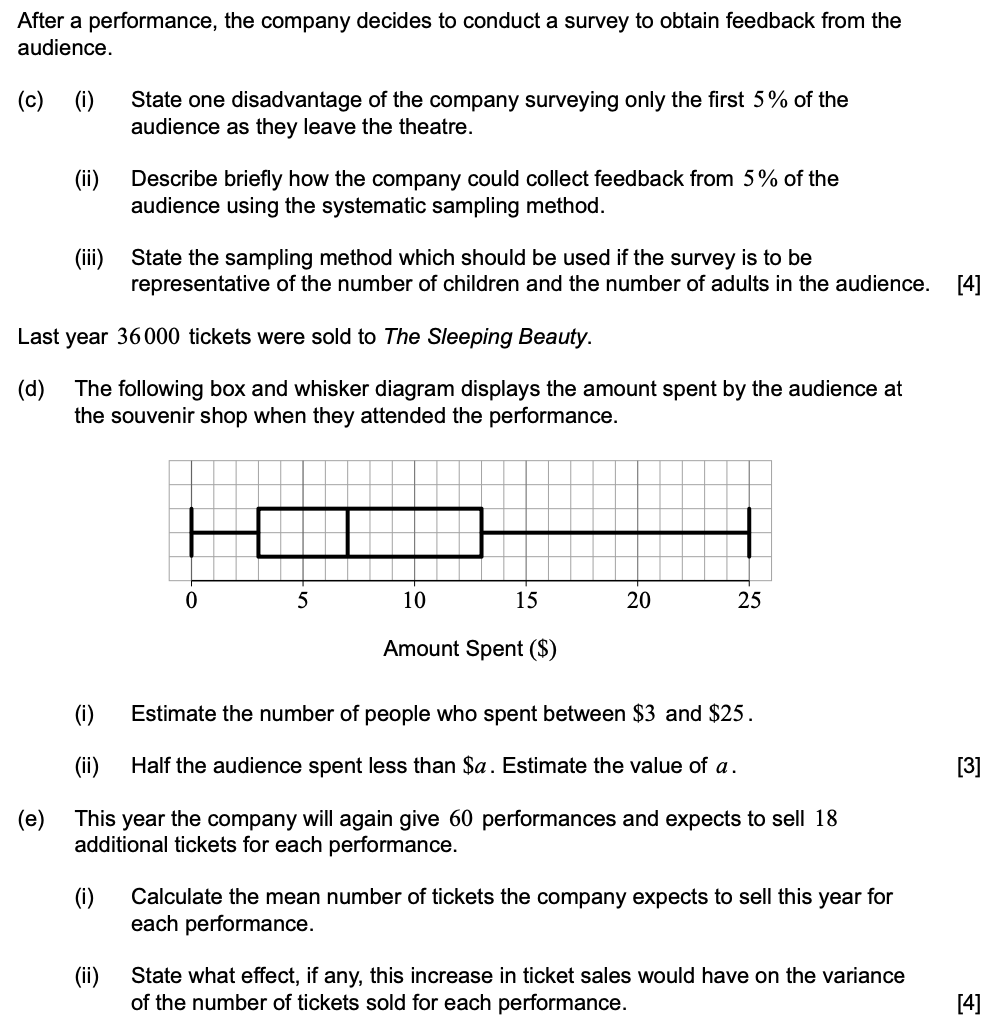 After a performance, the company decides to conduct a survey to obtain feedback from the
audience.
(c) (i) State one disadvantage of the company surveying only the first 5% of the
audience as they leave the theatre.
(ii) Describe briefly how the company could collect feedback from 5% of the
audience using the systematic sampling method.
(iii) State the sampling method which should be used if the survey is to be
representative of the number of children and the number of adults in the audience. [4]
Last year 36000 tickets were sold to The Sleeping Beauty.
(d) The following box and whisker diagram displays the amount spent by the audience at
the souvenir shop when they attended the performance.
0 5 10 15 20 25
Amount Spent ($)
(i) Estimate the number of people who spent between $3 and $25.
(ii) Half the audience spent less than $a. Estimate the value of a. [3]
(e) This year the company will again give 60 performances and expects to sell 18
additional tickets for each performance.
(i) Calculate the mean number of tickets the company expects to sell this year for
each performance.
(ii) State what effect, if any, this increase in ticket sales would have on the variance
of the number of tickets sold for each performance. [4]